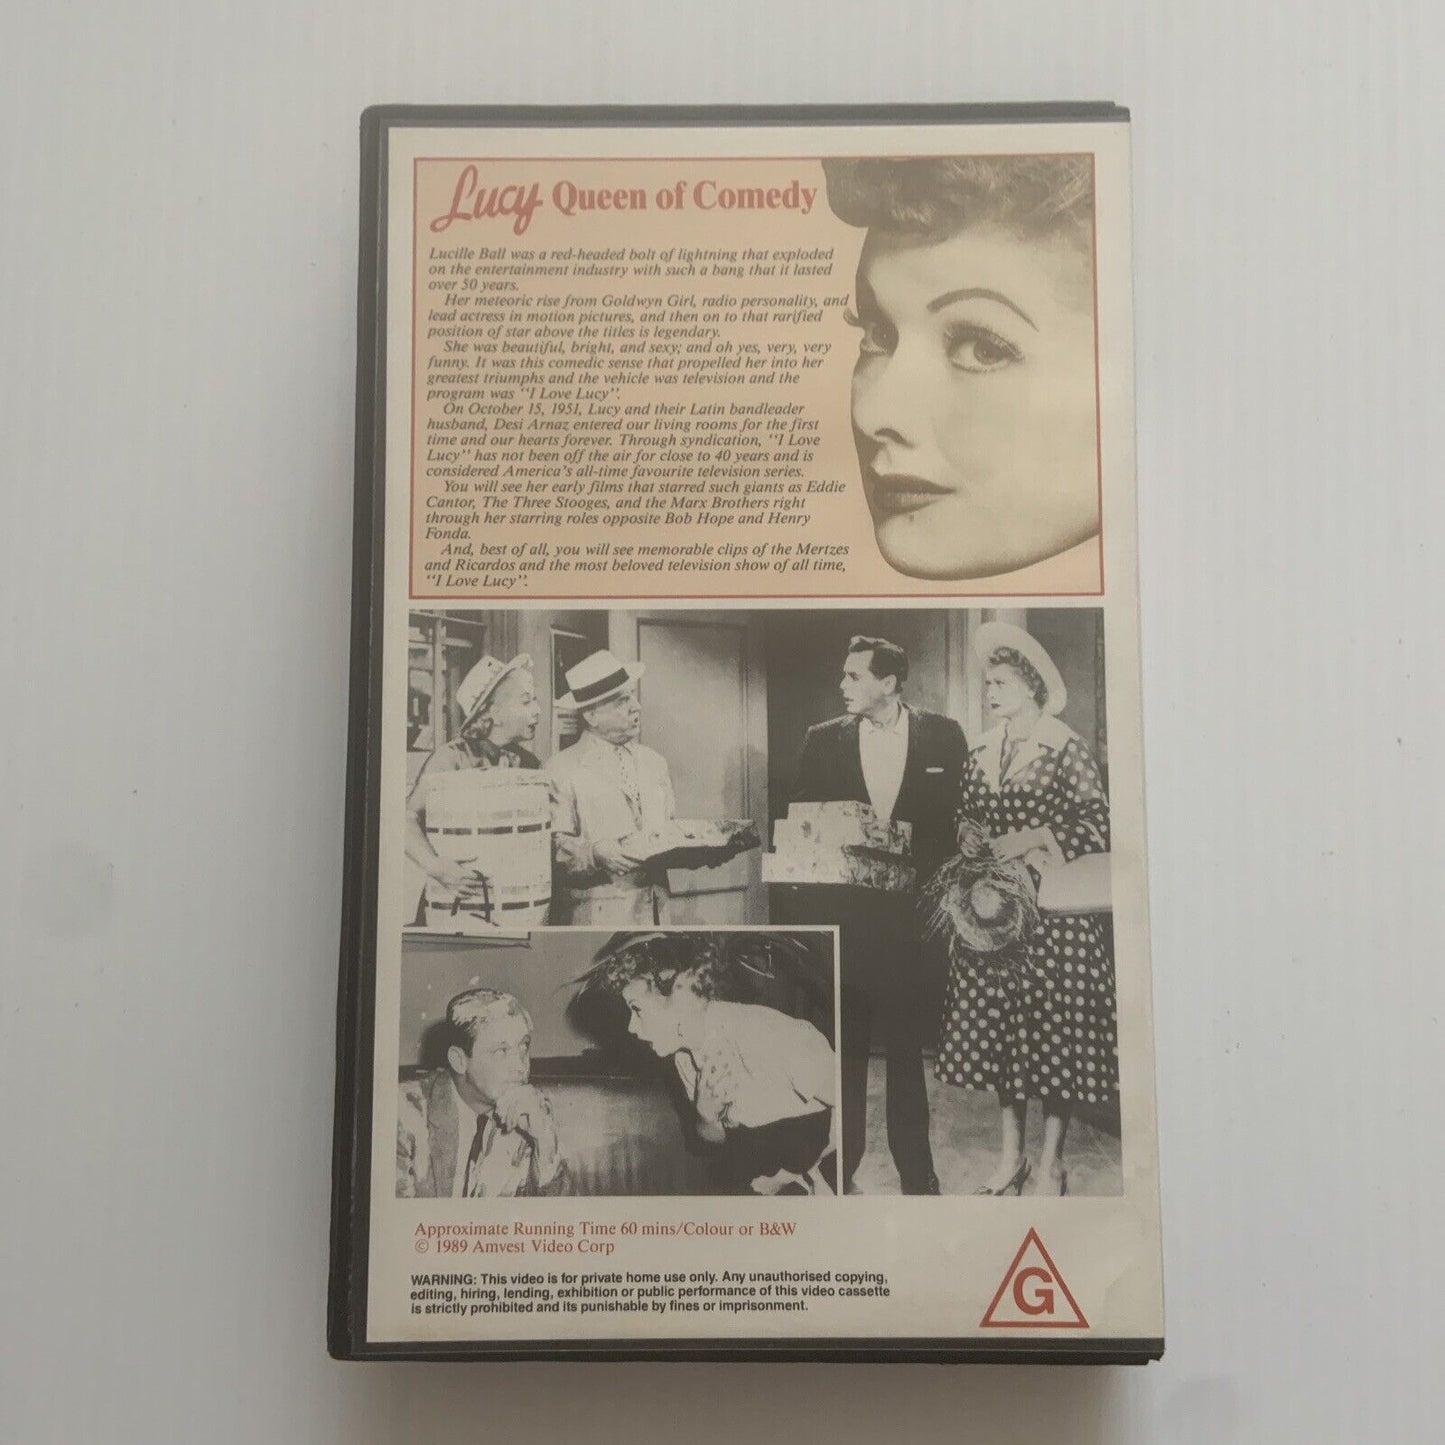 Lucy Queen of Comedy
Lucille Ball was a red-headed bolt of lightning that exploded
on the entertainment industry with such a bang that it lasted
over 50 years.
Her meteoric rise from Goldwyn Girl, radio personality, and
lead actress in motion pictures, and then on to that rarified
position of star above the titles is legendary.
She was beautiful, bright, and sexy; and oh yes, very, very
funny. It was this comedic sense that propelled her into her
greatest triumphs and the vehicle was television and the
program was "I Love Lucy".
On October 15, 1951, Lucy and their Latin bandleader
husband, Desi Arnaz entered our living rooms for the first
time and our hearts forever. Through syndication, "I Love
Lucy" has not been off the air for close to 40 years and is
considered America's all-time favourite television series.
You will see her early films that starred such giants as Eddie
Cantor, The Three Stooges, and the Marx Brothers right
through her starring roles opposite Bob Hope and Henry
Fonda.
And, best of all, you will see memorable clips of the Mertzes
and Ricardos and the most beloved television show of all time,
"I Love Lucy".
Approximate Running Time 60 mins/Colour or B&W
© 1989 Amvest Video Corp
WARNING: This video is for private home use only. Any unauthorised copying,
editing, hiring, lending, exhibition or public performance of this video cassette
is strictly prohibited and its punishable by fines or imprisonment.
G